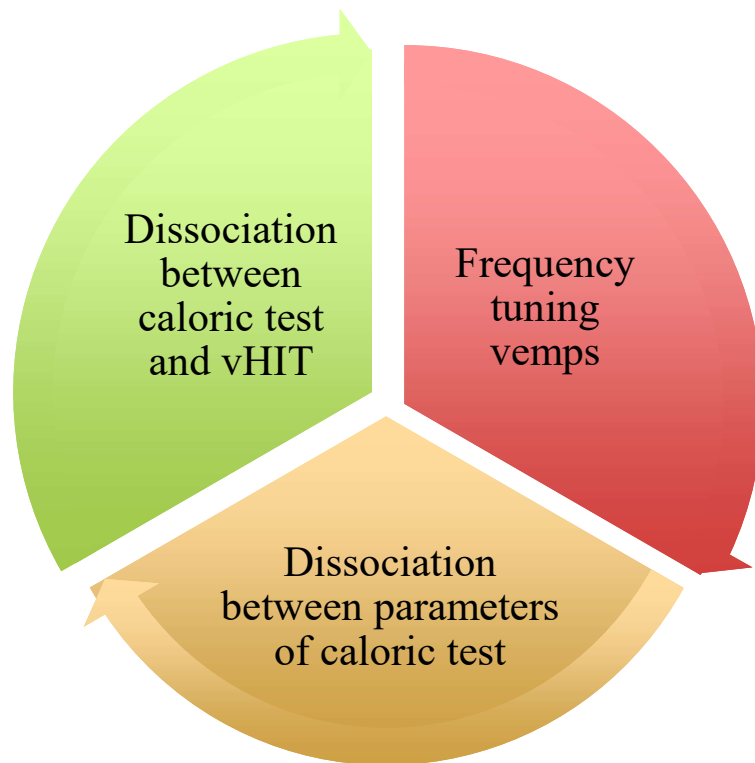 Dissociation
between
caloric test
and vHIT
Frequency
tuning
vemps
Dissociation
between parameters
of caloric test